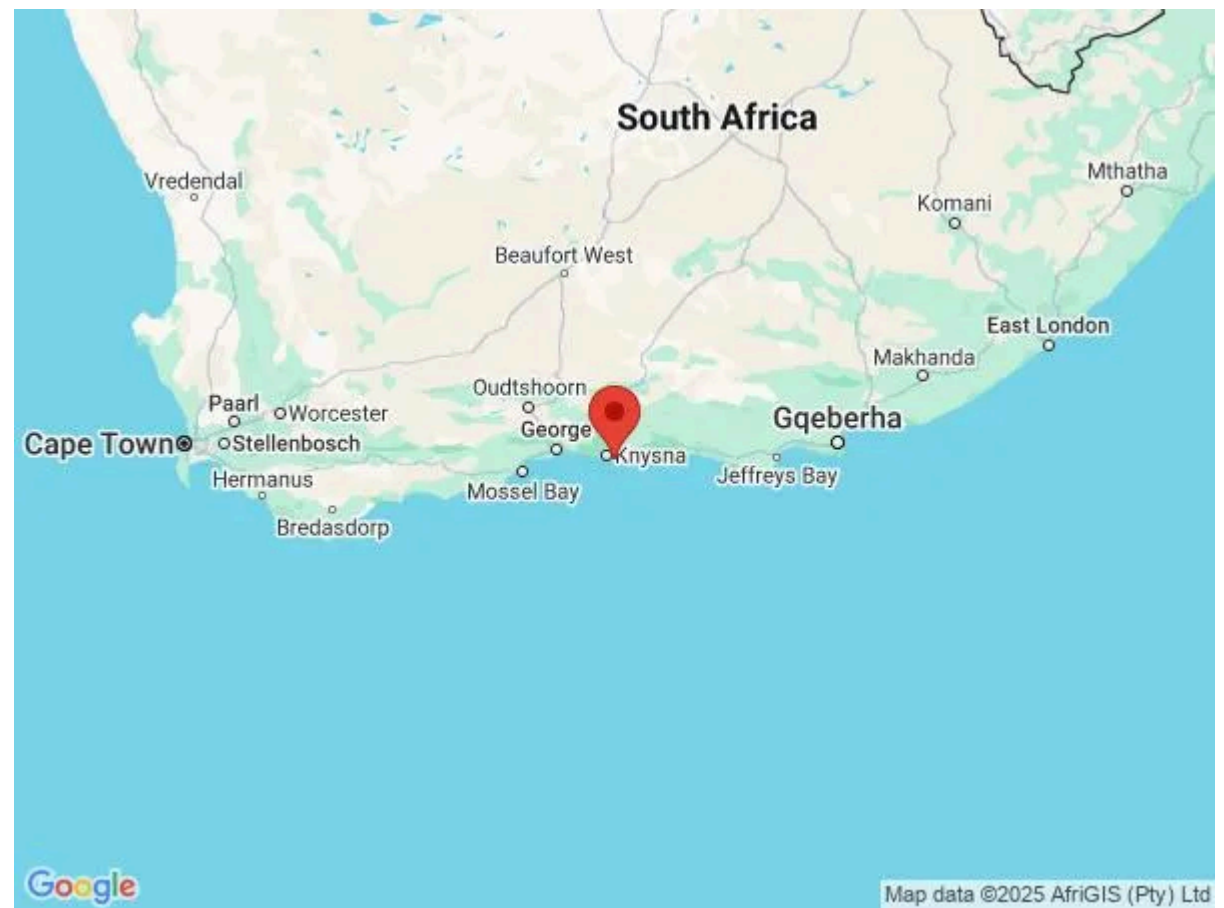 South Africa
Vredendal
Mthatha
Komani
Beaufort West
East London
Makhanda
Oudtshoorn
Paarl
Worcester
George
Gqeberha
Cape Town
Stellenbosch
Knysna
Hermanus
Mossel Bay
Jeffreys Bay
Bredasdorp
Google
Map data ©2025 AfriGIS (Pty) Ltd